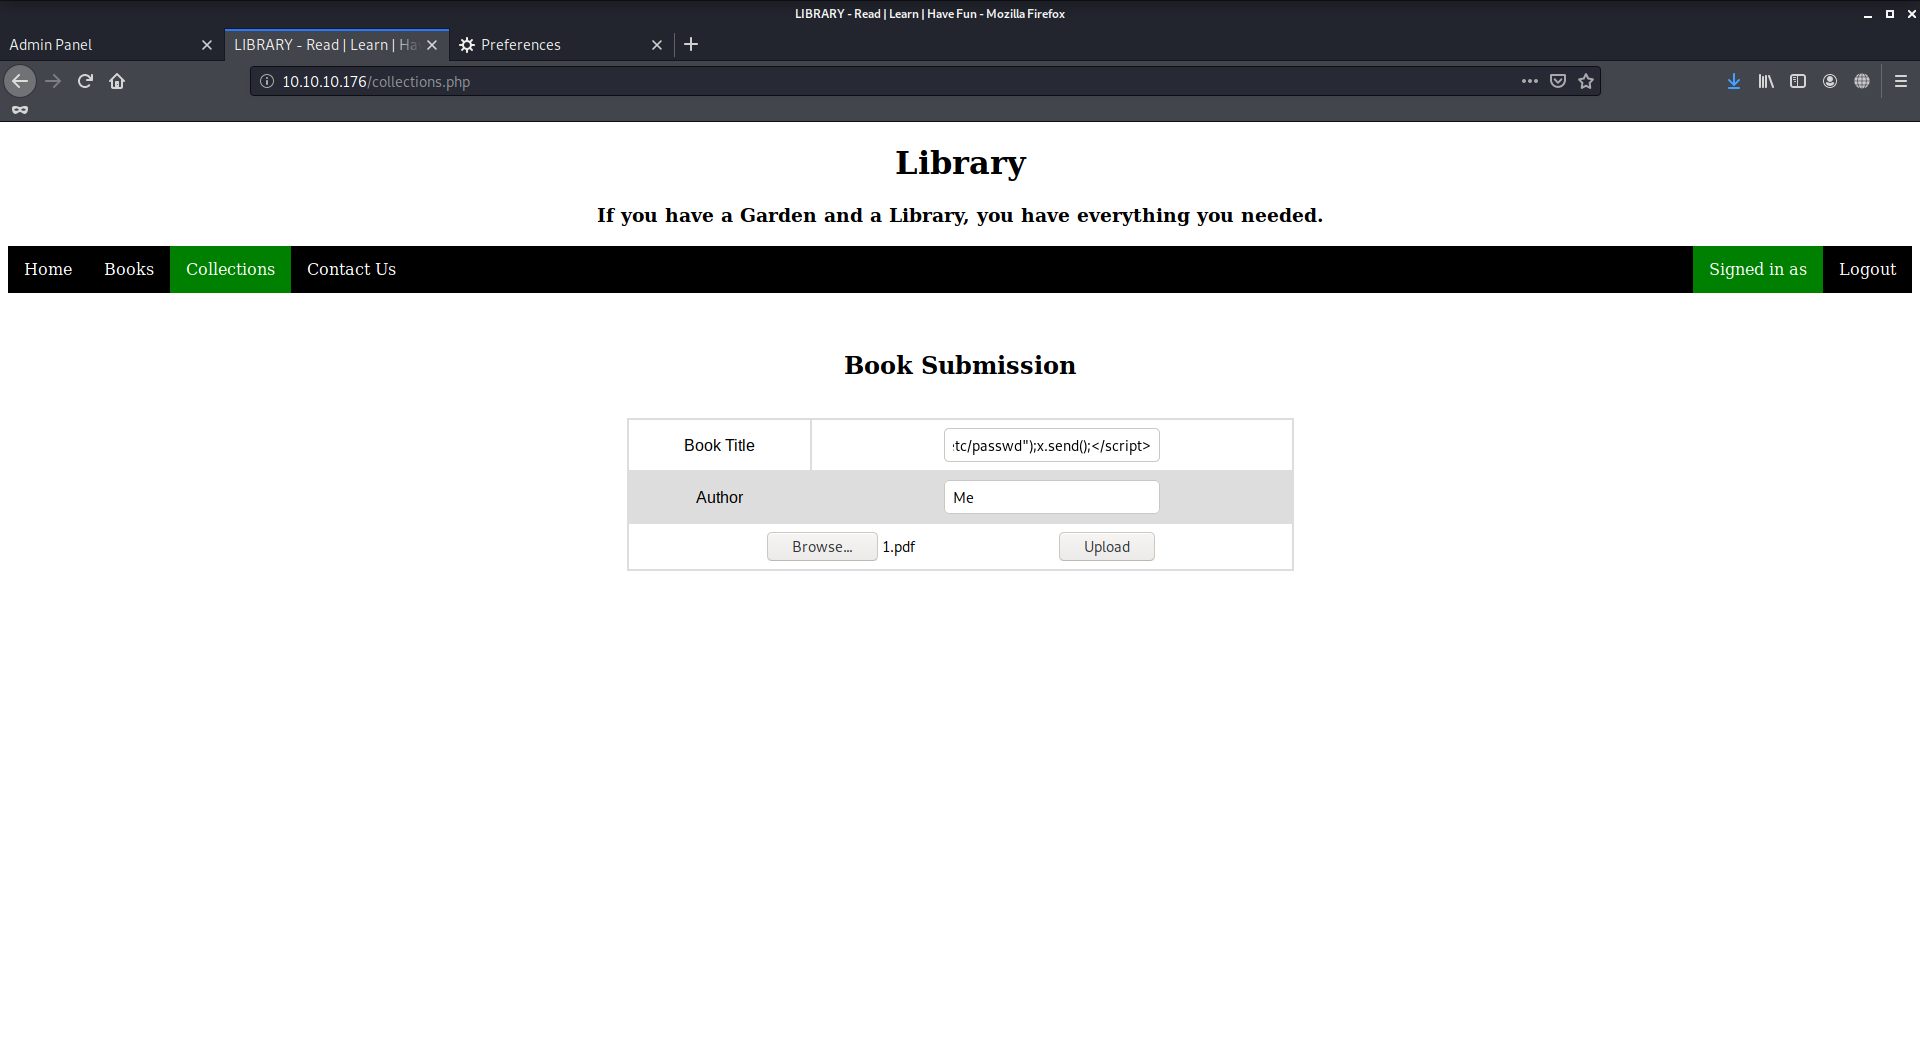 LIBRARY - Read | Learn | Have Fun - Mozilla Firefox
Admin Panel
LIBRARY - Read | Learn | Ha
Preferences
10.10.10.176/collections.php
Library
If you have a Garden and a Library, you have everything you needed.
Home Books Collections Contact Us Signed in as Logout
Book Submission
Book Title :tc/passwd");x.send();</script>
Author Me
Browse... 1.pdf Upload